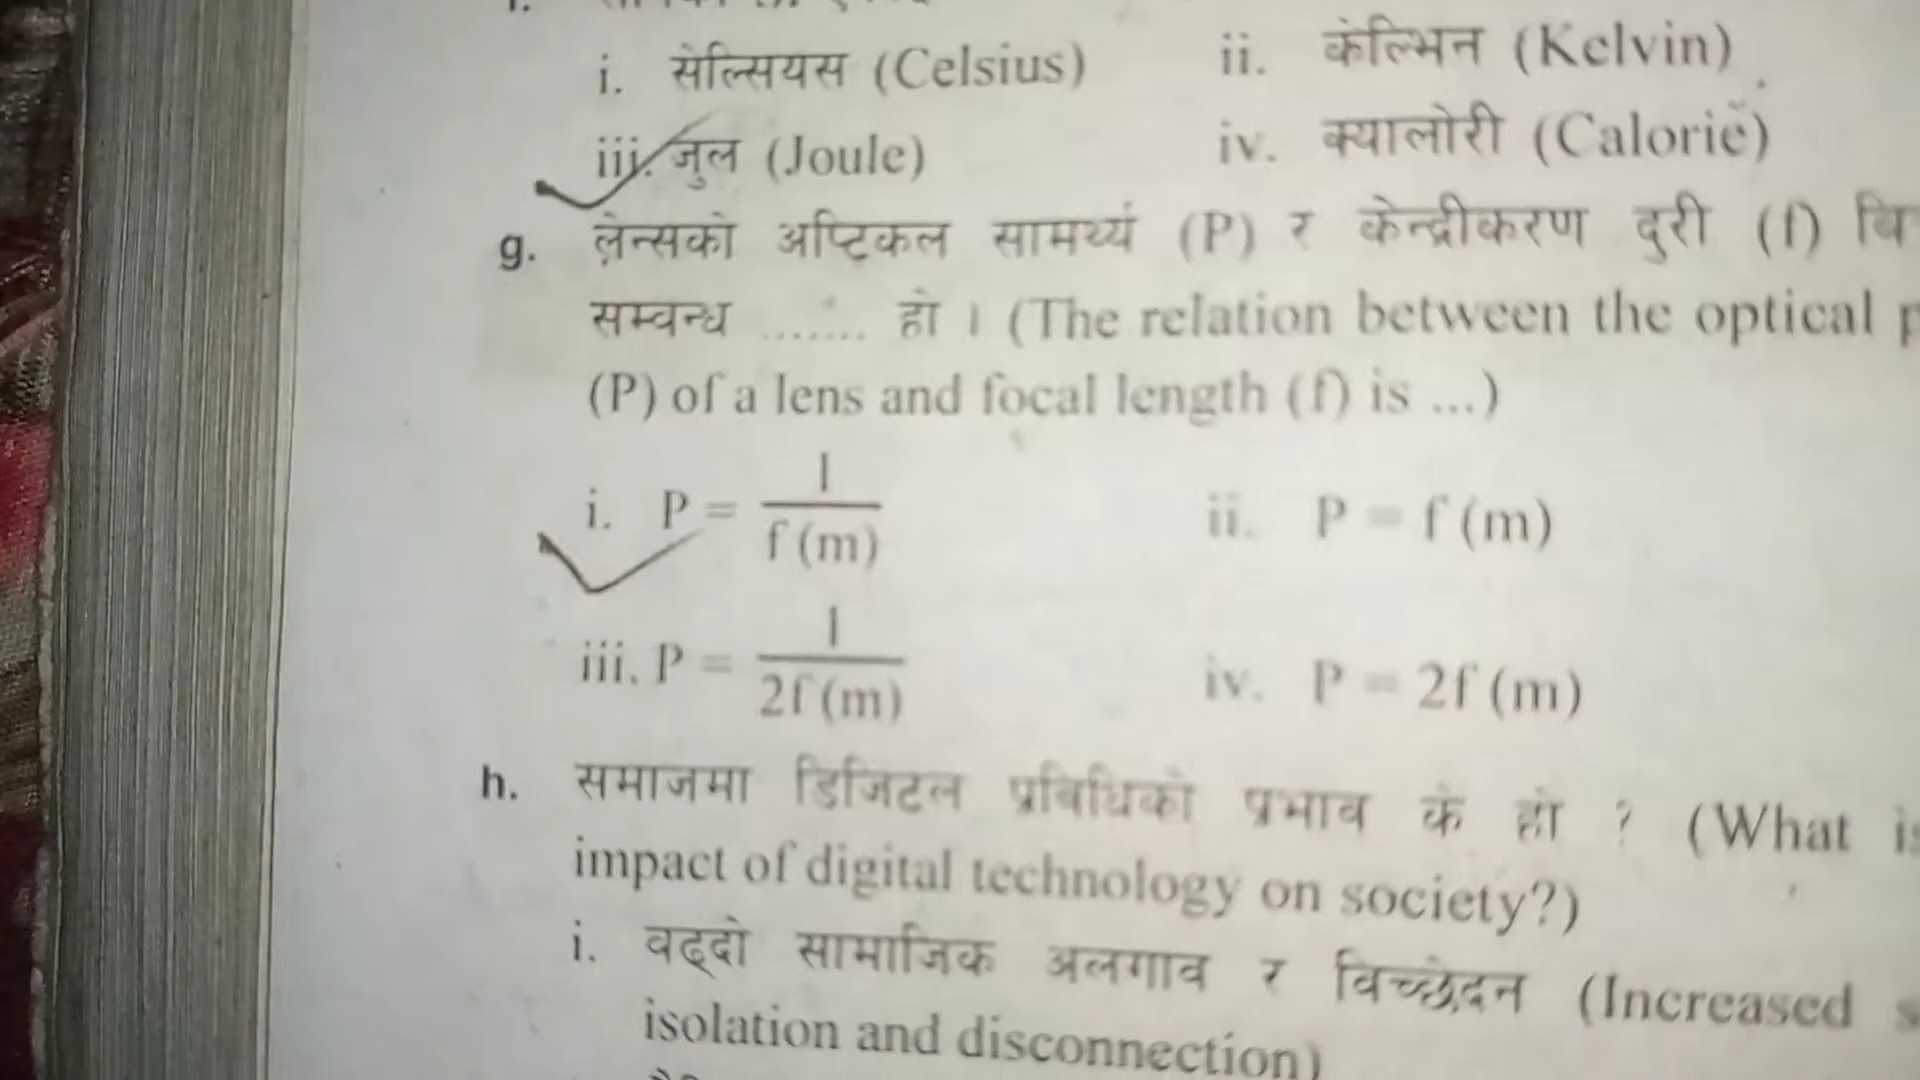 i. सेल्सियस (Celsius) ii. केल्भिन (Kelvin)
iii. जुल (Joule) iv. क्यालोरी (Calorie)
g. लेन्सको अप्टिकल सामर्थ्य (P) र केन्द्रीकरण दुरी (f)
सम्बन्ध ....... हो । (The relation between the optical
(P) of a lens and focal length (f) is ...)
i. P = 1/f (m) ii. P = f (m)
iii. P = 1/2f (m) iv. P = 2f (m)
h. समाजमा डिजिटल प्रविधिको प्रभाव के हो ? (What is
impact of digital technology on society?)
i. बढ्दो सामाजिक अलगाव र विच्छेदन (Increased
isolation and disconnection)